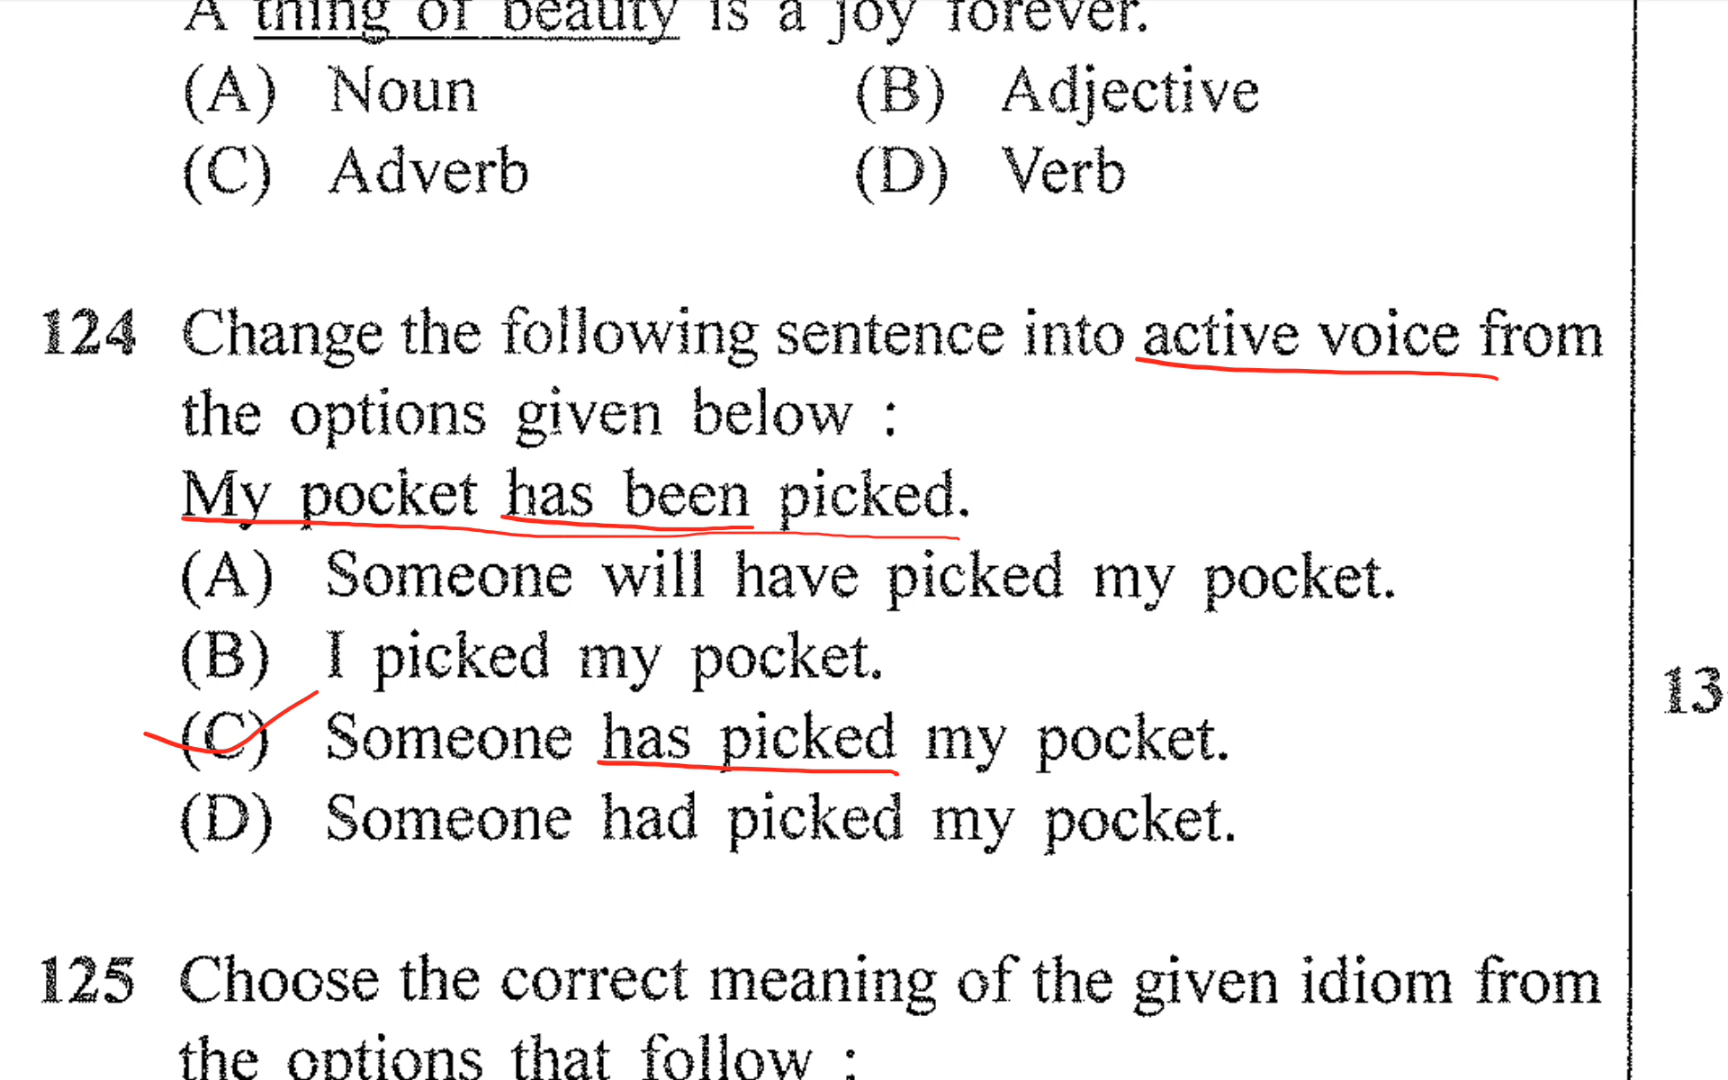 A thing of beauty is a joy forever.
(A) Noun (B) Adjective
(C) Adverb (D) Verb
124 Change the following sentence into active voice from
the options given below :
My pocket has been picked.
(A) Someone will have picked my pocket.
(B) I picked my pocket.
(C) Someone has picked my pocket.
(D) Someone had picked my pocket.
13
125 Choose the correct meaning of the given idiom from
the options that follow :